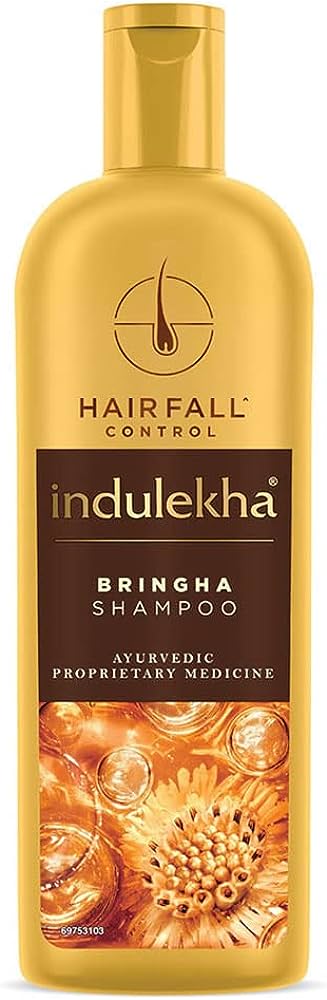 HAIRFALL^
CONTROL
indulekha®
BRINGHA
SHAMPOO
AYURVEDIC
PROPRIETARY MEDICINE
69753103